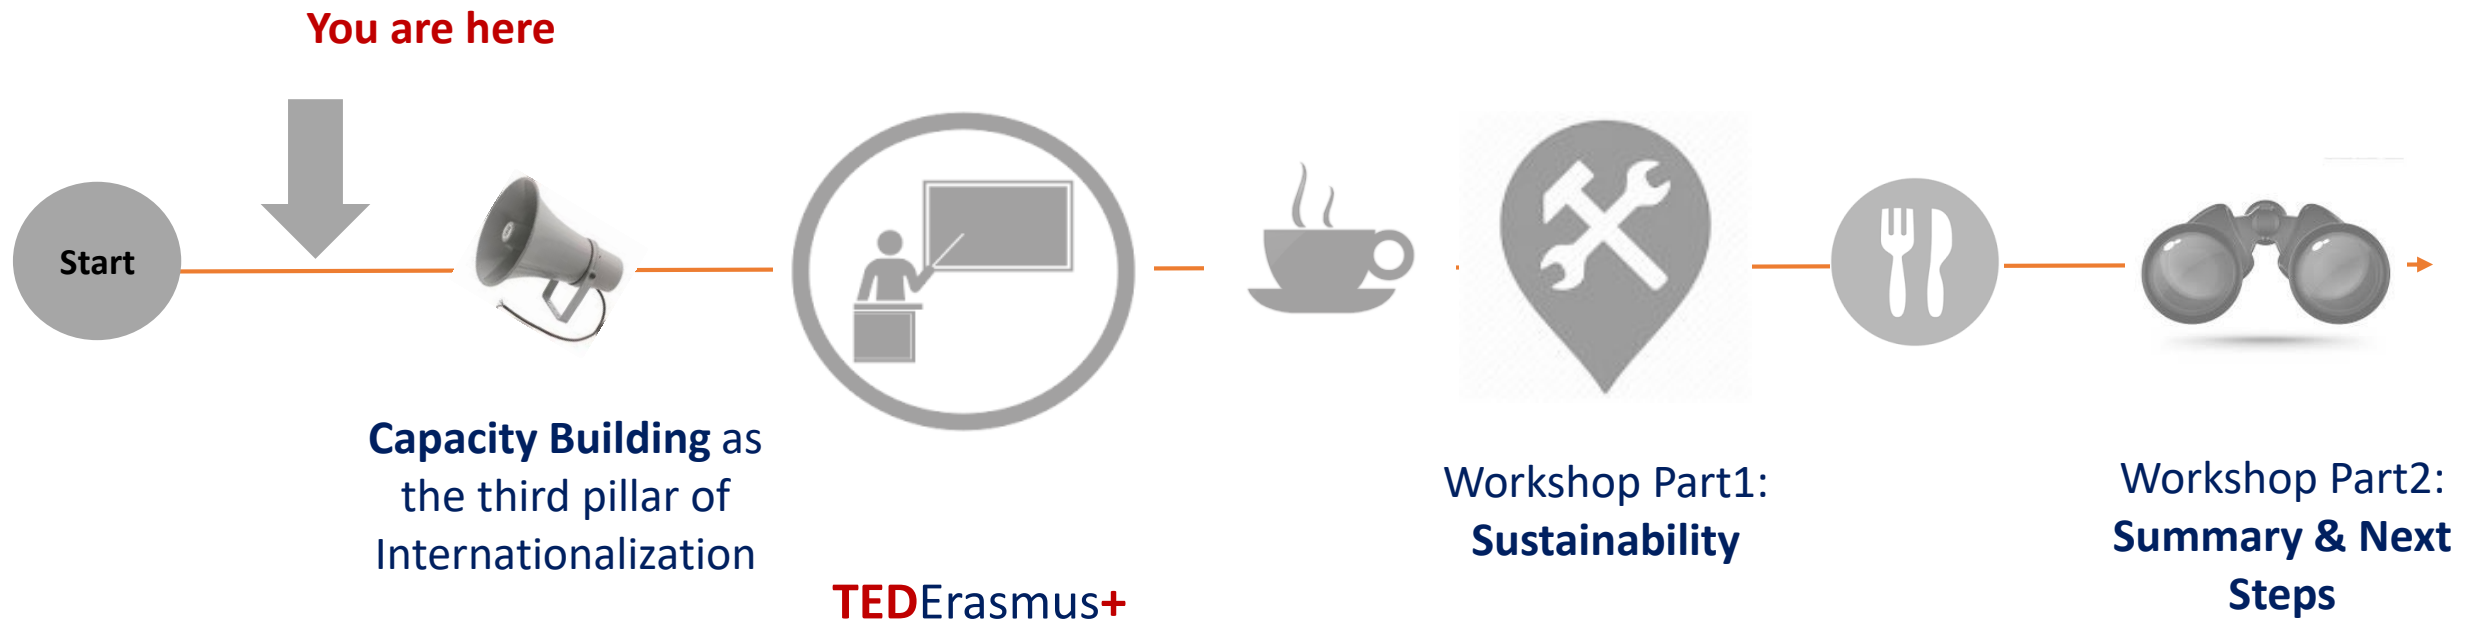 You are here
Start
Capacity Building as
the third pillar of
Internationalization
TEDErasmus+
Workshop Part1:
Sustainability
Workshop Part2:
Summary & Next
Steps